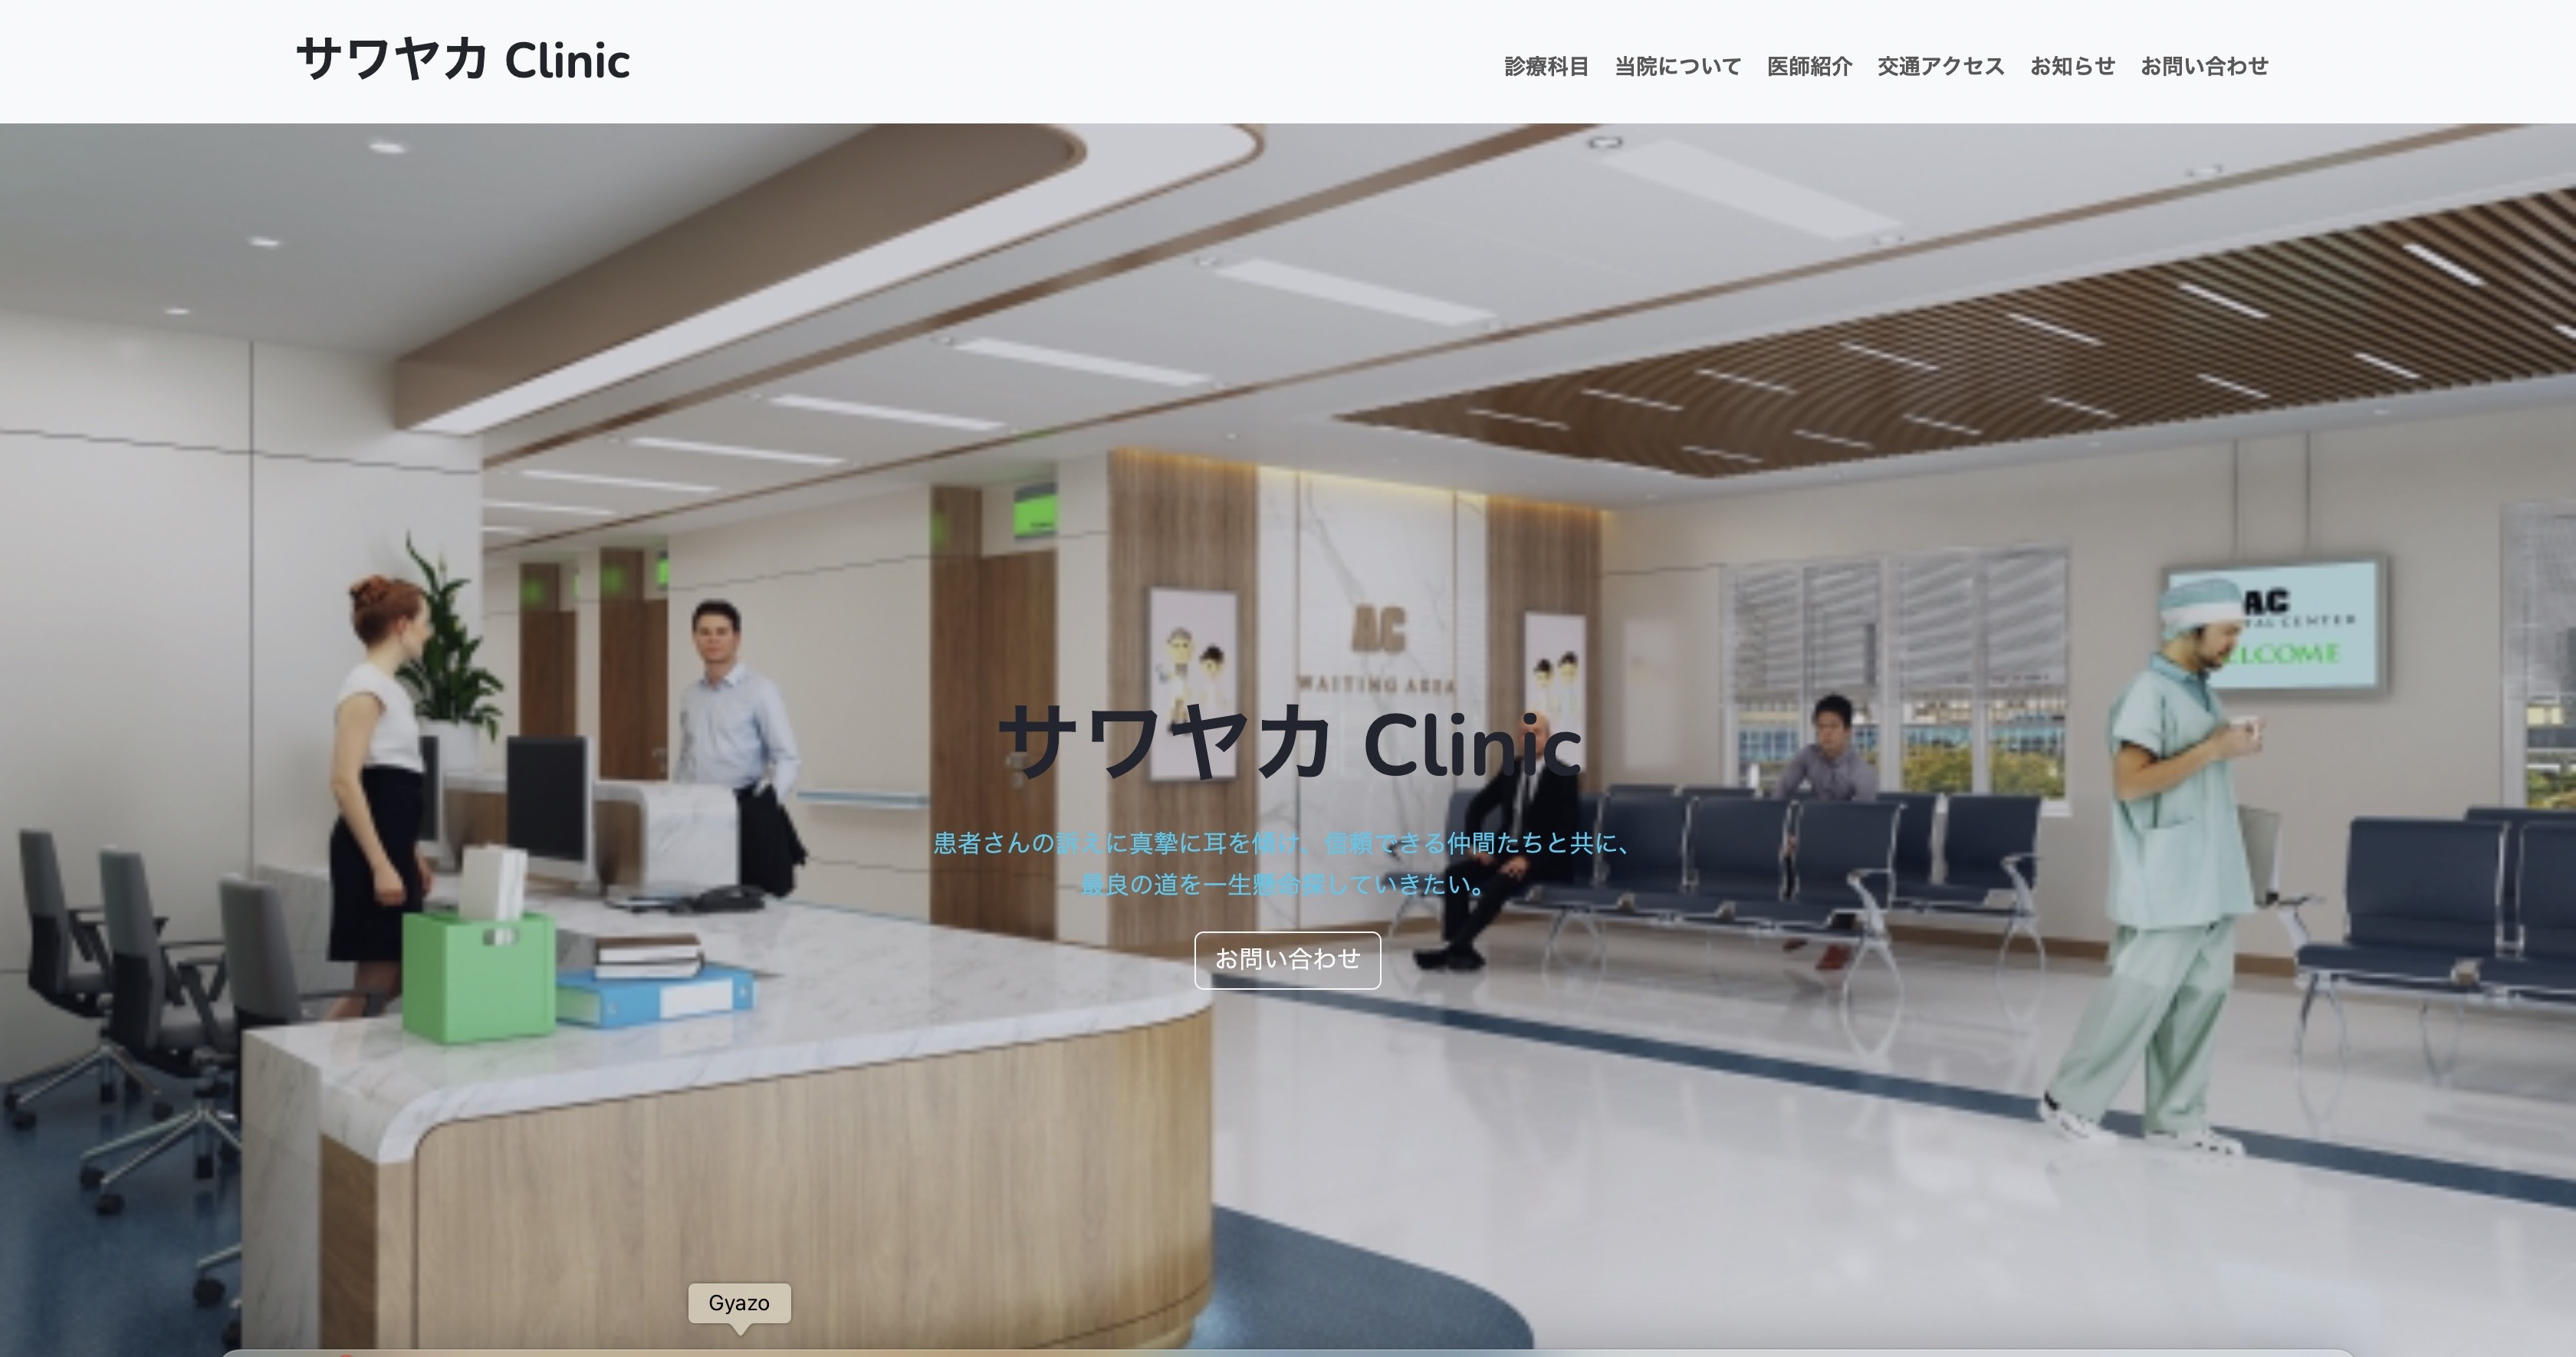 サワヤカ Clinic
診療科目 当院について 医師紹介 交通アクセス お知らせ お問い合わせ
AC
WAITING AREA
AC
CENTER
サワヤカ Clinic
患者さんの訴えに真摯に耳を傾け、信頼できる仲間たちと共に、
最良の道を一生懸命探していきたい。
お問い合わせ
Gyazo